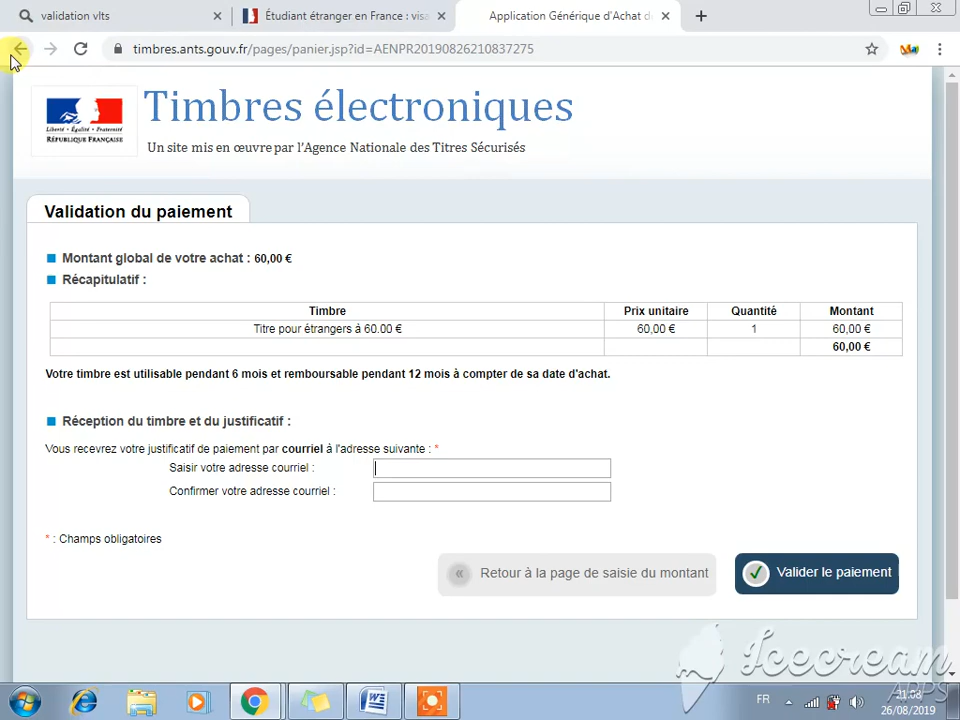 validation vlts
Étudiant étranger en France : visa
Application Générique d'Achat d
timbres.ants.gouv.fr/pages/panier.jsp?id=AENPR20190826210837275
Liberté • Égalité • Fraternité
RÉPUBLIQUE FRANÇAISE
Timbres électroniques
Un site mis en œuvre par l'Agence Nationale des Titres Sécurisés
Validation du paiement
Montant global de votre achat : 60,00 €
Récapitulatif :
Timbre Prix unitaire Quantité Montant
Titre pour étrangers à 60.00 € 60,00 € 1 60,00 €
60,00 €
Votre timbre est utilisable pendant 6 mois et remboursable pendant 12 mois à compter de sa date d'achat.
Réception du timbre et du justificatif :
Vous recevrez votre justificatif de paiement par courriel à l'adresse suivante : *
Saisir votre adresse courriel :
Confirmer votre adresse courriel :
* : Champs obligatoires
Retour à la page de saisie du montant
Valider le paiement
Icecream
APPS
FR
21:08
26/08/2019